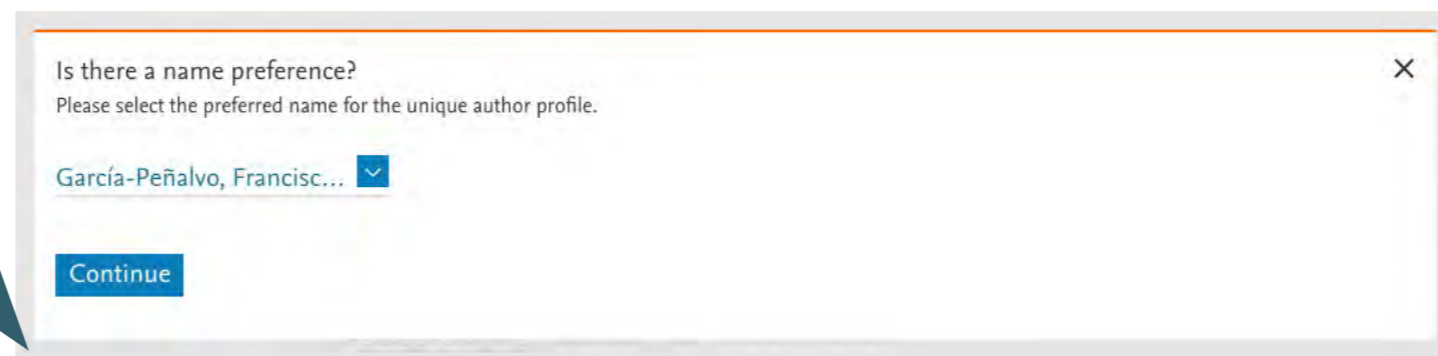 Is there a name preference?
Please select the preferred name for the unique author profile.
García-Peñalvo, Francisc...
Continue